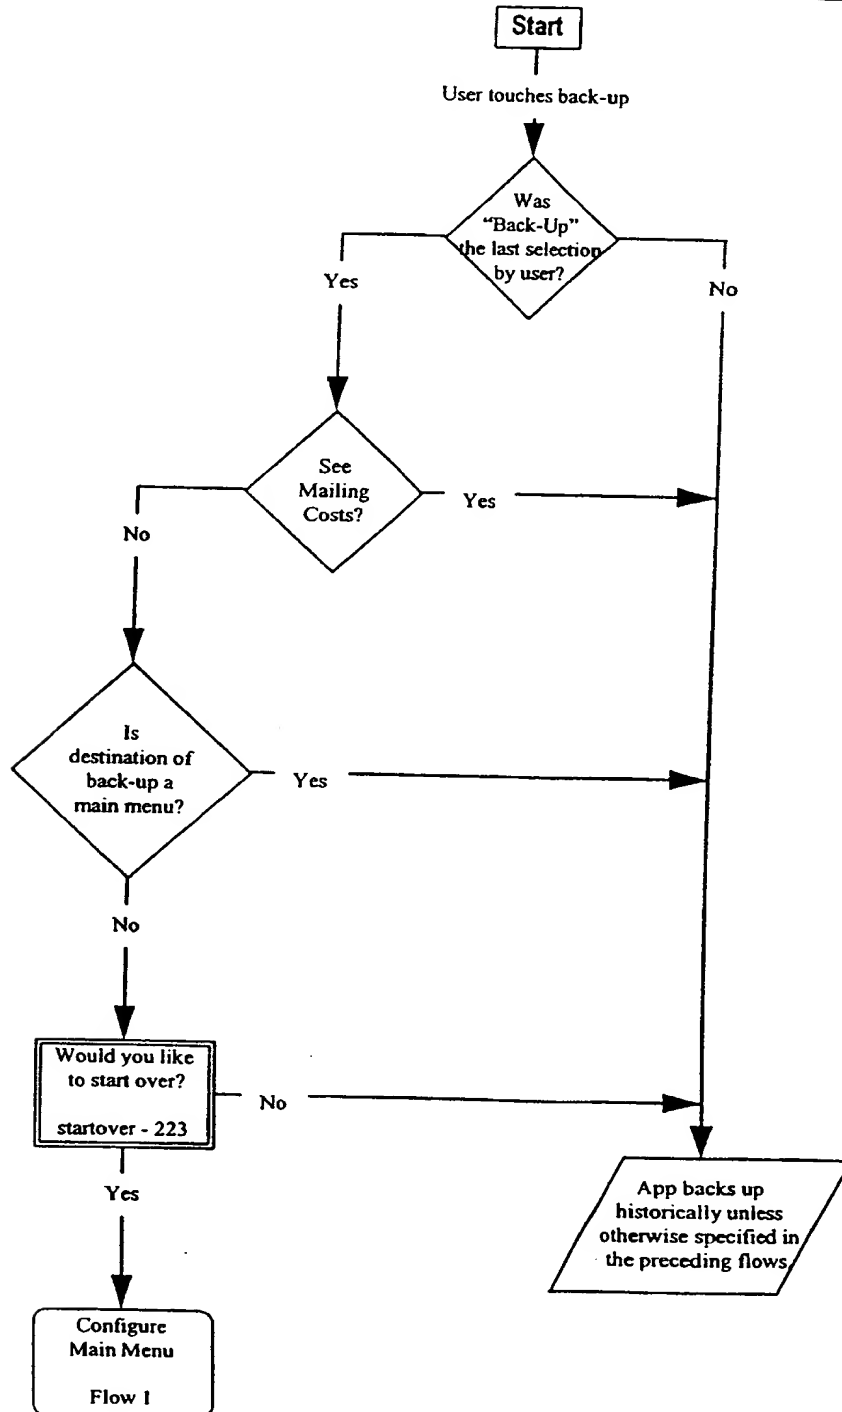 Start
User touches back-up
Was
“Back-Up”
the last selection
by user?
Yes
No
See
Mailing
Costs?
Yes
No
Is
destination of
back-up a
main menu?
Yes
No
Would you like
to start over?
startover - 223
No
Yes
App backs up
historically unless
otherwise specified in
the preceding flows.
Configure
Main Menu
Flow 1